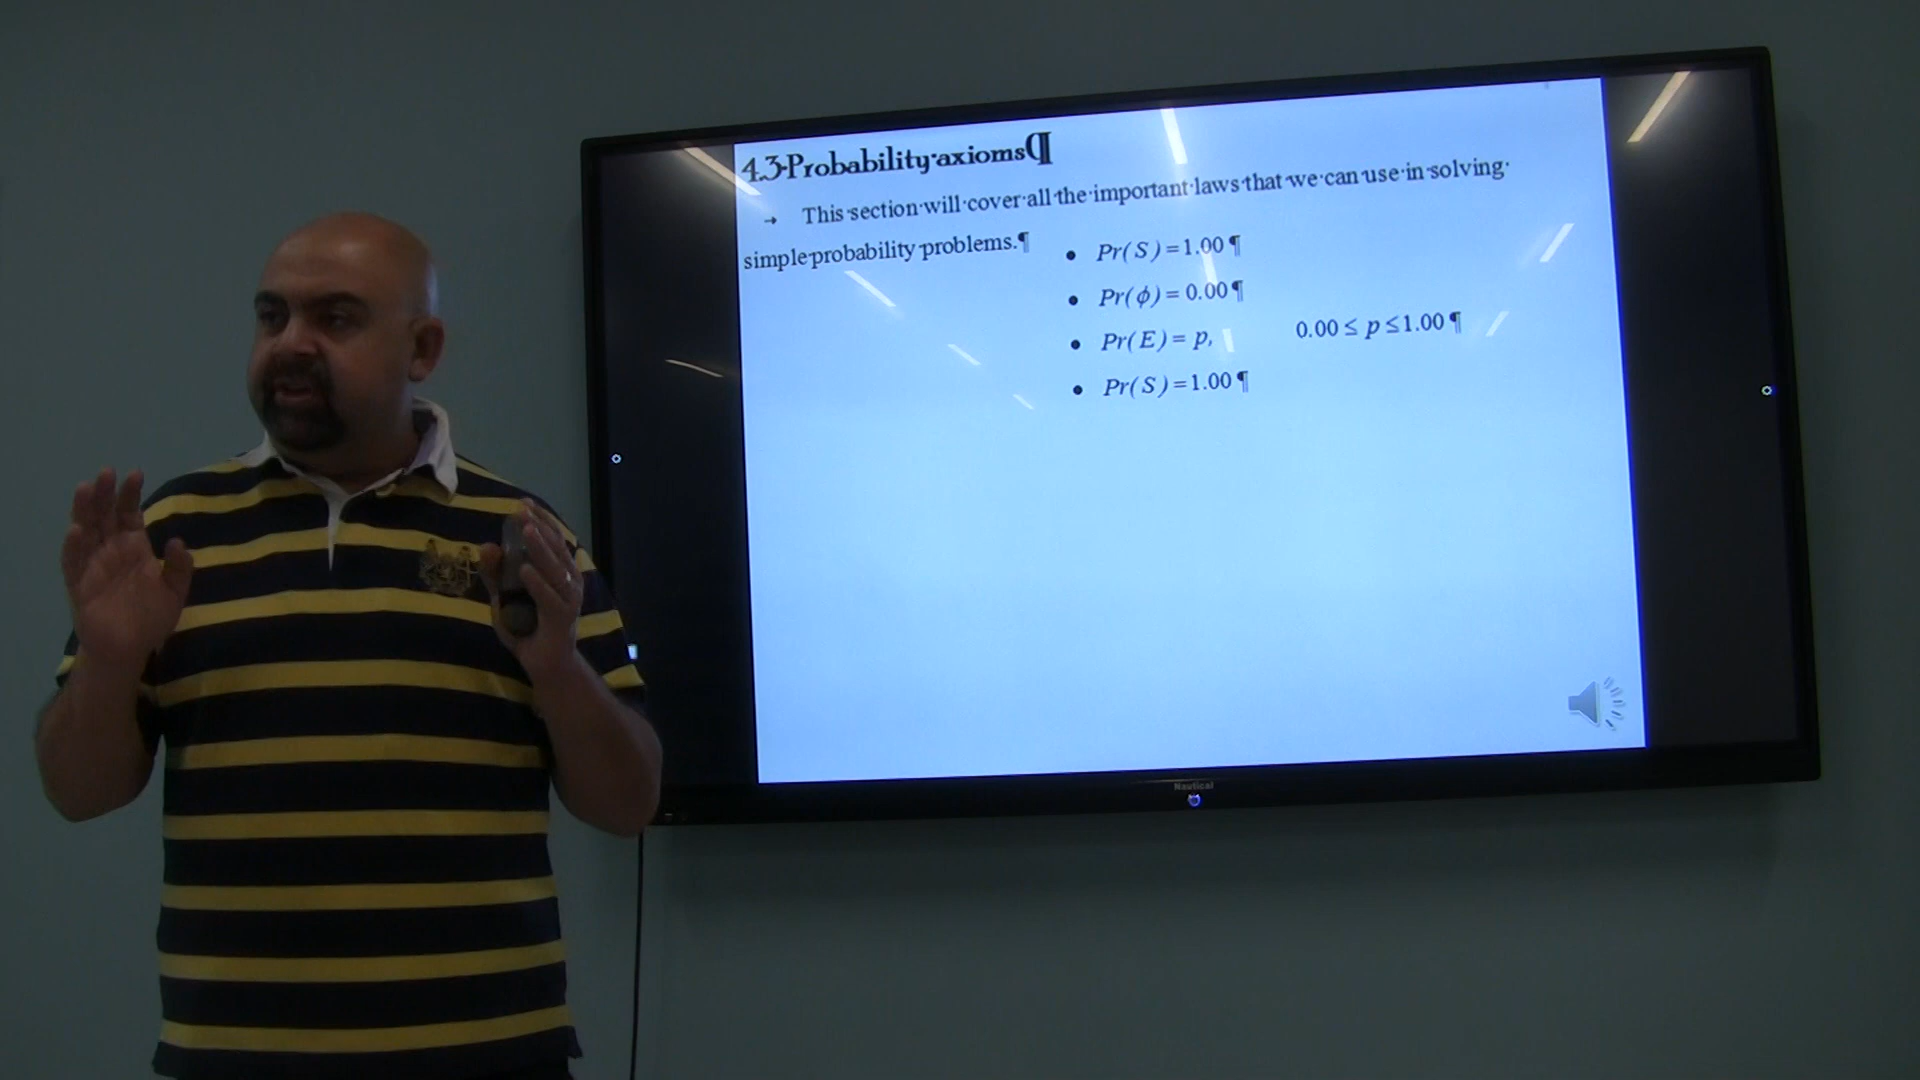 4.3·Probability·axioms¶
→ This·section·will·cover·all·the·important·laws·that·we·can·use·in·solving·
simple·probability·problems.¶
• Pr(S)=1.00¶
• Pr(ϕ)=0.00¶
• Pr(E)=p, 0.00≤p≤1.00¶
• Pr(S)=1.00¶
Nautical